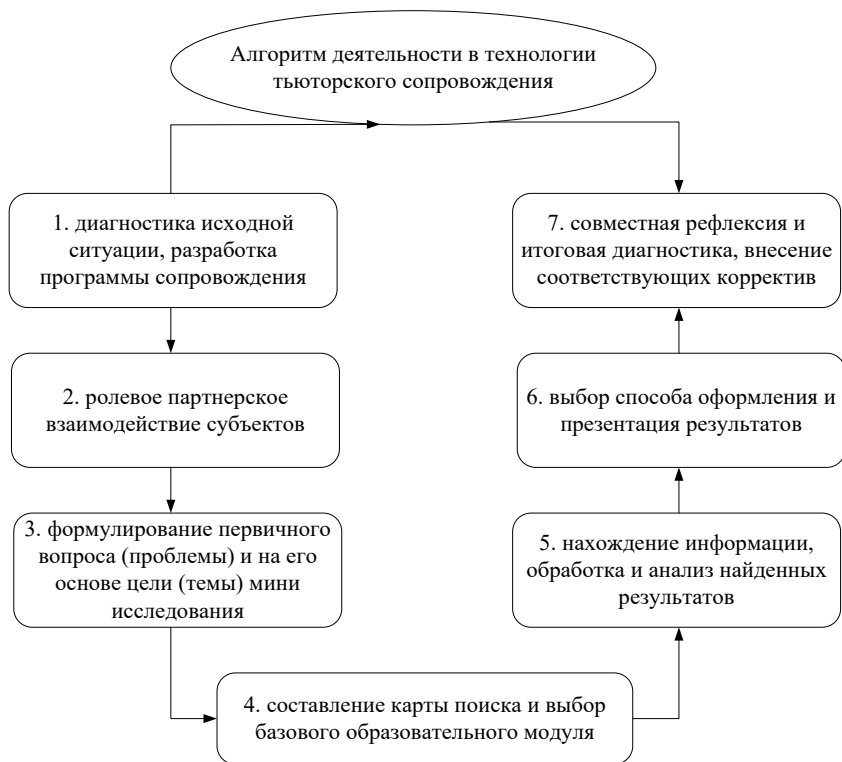 Алгоритм деятельности в технологии
тьюторского сопровождения
1. диагностика исходной
ситуации, разработка
программы сопровождения
2. ролевое партнерское
взаимодействие субъектов
3. формулирование первичного
вопроса (проблемы) и на его
основе цели (темы) мини
исследования
4. составление карты поиска и выбор
базового образовательного модуля
5. нахождение информации,
обработка и анализ найденных
результатов
6. выбор способа оформления и
презентация результатов
7. совместная рефлексия и
итоговая диагностика, внесение
соответствующих корректив